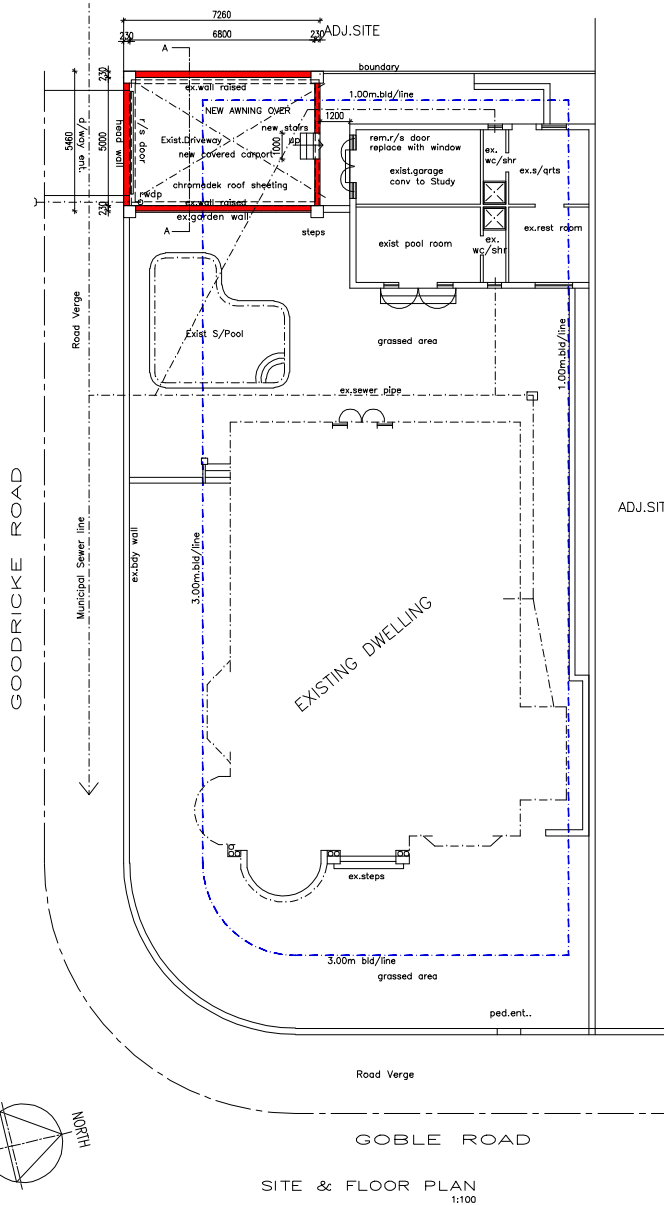 7260
230
6800
230
ADJ.SITE
A
boundary
230
ex.wall raised
1.00m.bld/line
NEW AWNING OVER
1200
new stairs
up
1000
5460
d/way ent.
5000
head wall
r/s door
Exist.Driveway
new covered carport
chromadek roof sheeting
rwdp
ex.wall raised
230
ex.garden wall
A
steps
rem.r/s door
replace with window
exist.garage
conv to Study
ex.
wc/shr
ex.s/qrts
exist pool room
ex.
wc/shr
ex.rest room
Road Verge
Exist S/Pool
grassed area
1.00m.bld/line
ex.sewer pipe
GOODRICKE ROAD
Municipal Sewer line
ex.bdy wall
3.00m.bld/line
EXISTING DWELLING
ADJ.SIT
ex.steps
3.00m bld/line
grassed area
ped.ent..
Road Verge
NORTH
GOBLE ROAD
SITE & FLOOR PLAN
1:100